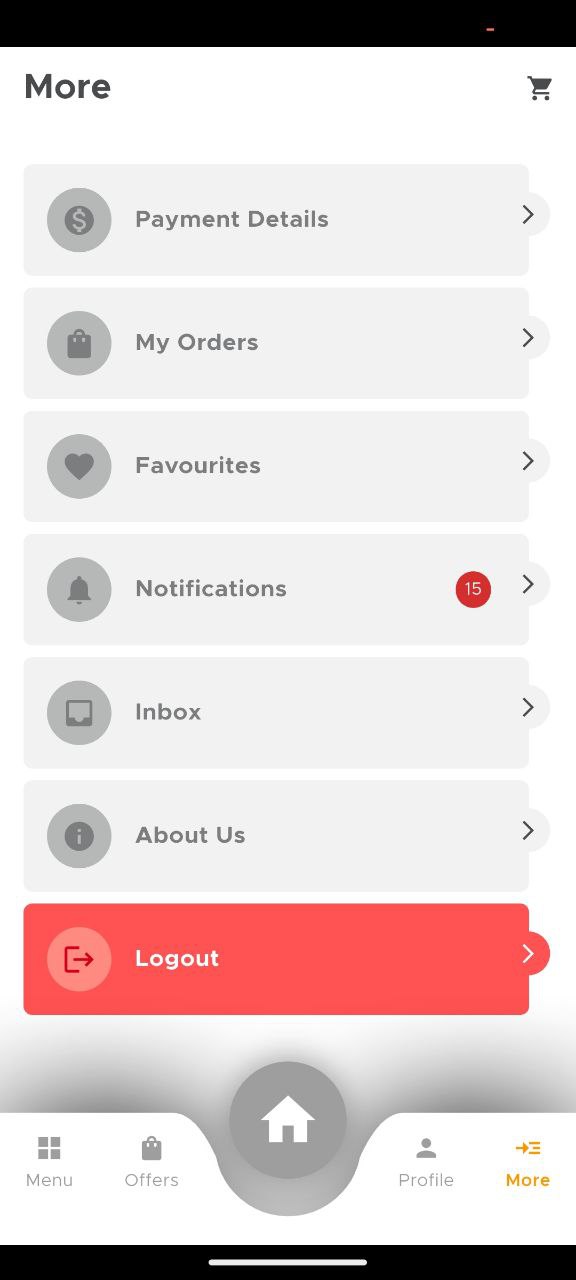 More
Payment Details
My Orders
Favourites
Notifications
15
Inbox
About Us
Logout
Menu
Offers
Profile
More